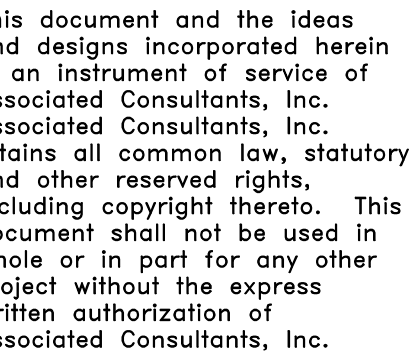 his document and the ideas
nd designs incorporated herein
an instrument of service of
ssociated Consultants, Inc.
ssociated Consultants, Inc.
tains all common law, statutory
nd other reserved rights,
cluding copyright thereto. This
ocument shall not be used in
hole or in part for any other
oject without the express
ritten authorization of
ssociated Consultants, Inc.